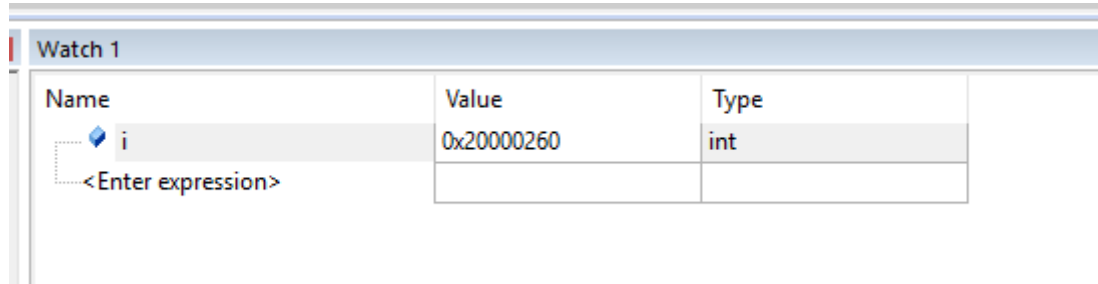 Watch 1
Name Value Type
i 0x20000260 int
<Enter expression>